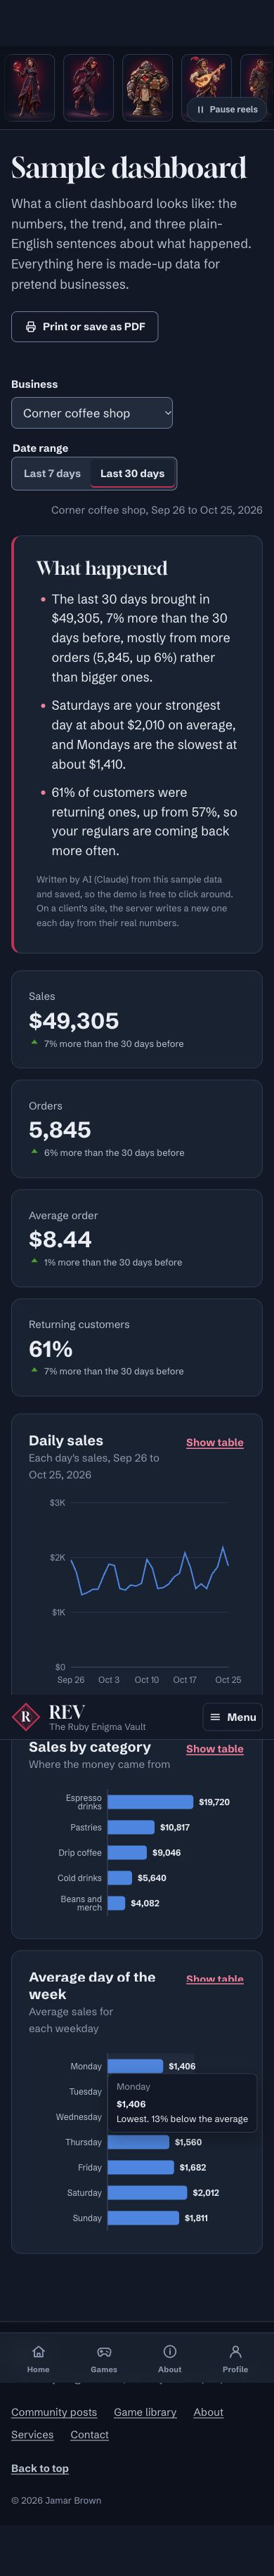 Pause reels
Sample dashboard
What a client dashboard looks like: the
numbers, the trend, and three plain-
English sentences about what happened.
Everything here is made-up data for
pretend businesses.
Print or save as PDF
Business
Corner coffee shop
Date range
Last 7 days
Last 30 days
Corner coffee shop, Sep 26 to Oct 25, 2026
What happened
The last 30 days brought in
$49,305, 7% more than the 30
days before, mostly from more
orders (5,845, up 6%) rather
than bigger ones.
Saturdays are your strongest
day at about $2,010 on average,
and Mondays are the slowest at
about $1,410.
61% of customers were
returning ones, up from 57%, so
your regulars are coming back
more often.
Written by AI (Claude) from this sample data
and saved, so the demo is free to click around.
On a client's site, the server writes a new one
each day from their real numbers.
Sales
$49,305
7% more than the 30 days before
Orders
5,845
6% more than the 30 days before
Average order
$8.44
1% more than the 30 days before
Returning customers
61%
7% more than the 30 days before
Daily sales
Show table
Each day's sales, Sep 26 to
Oct 25, 2026
$3K
$2K
$1K
$0
Sep 26
Oct 3
Oct 10
Oct 17
Oct 25
R
REV
The Ruby Enigma Vault
Menu
Sales by category
Show table
Where the money came from
Espresso
drinks
$19,720
Pastries
$10,817
Drip coffee
$9,046
Cold drinks
$5,640
Beans and
merch
$4,082
Average day of the
week
Show table
Average sales for
each weekday
Monday
$1,406
Tuesday
Monday
$1,406
Lowest. 13% below the average
Wednesday
Thursday
$1,560
Friday
$1,682
Saturday
$2,012
Sunday
$1,811
Home
Games
About
Profile
Community posts
Game library
About
Services
Contact
Back to top
© 2026 Jamar Brown